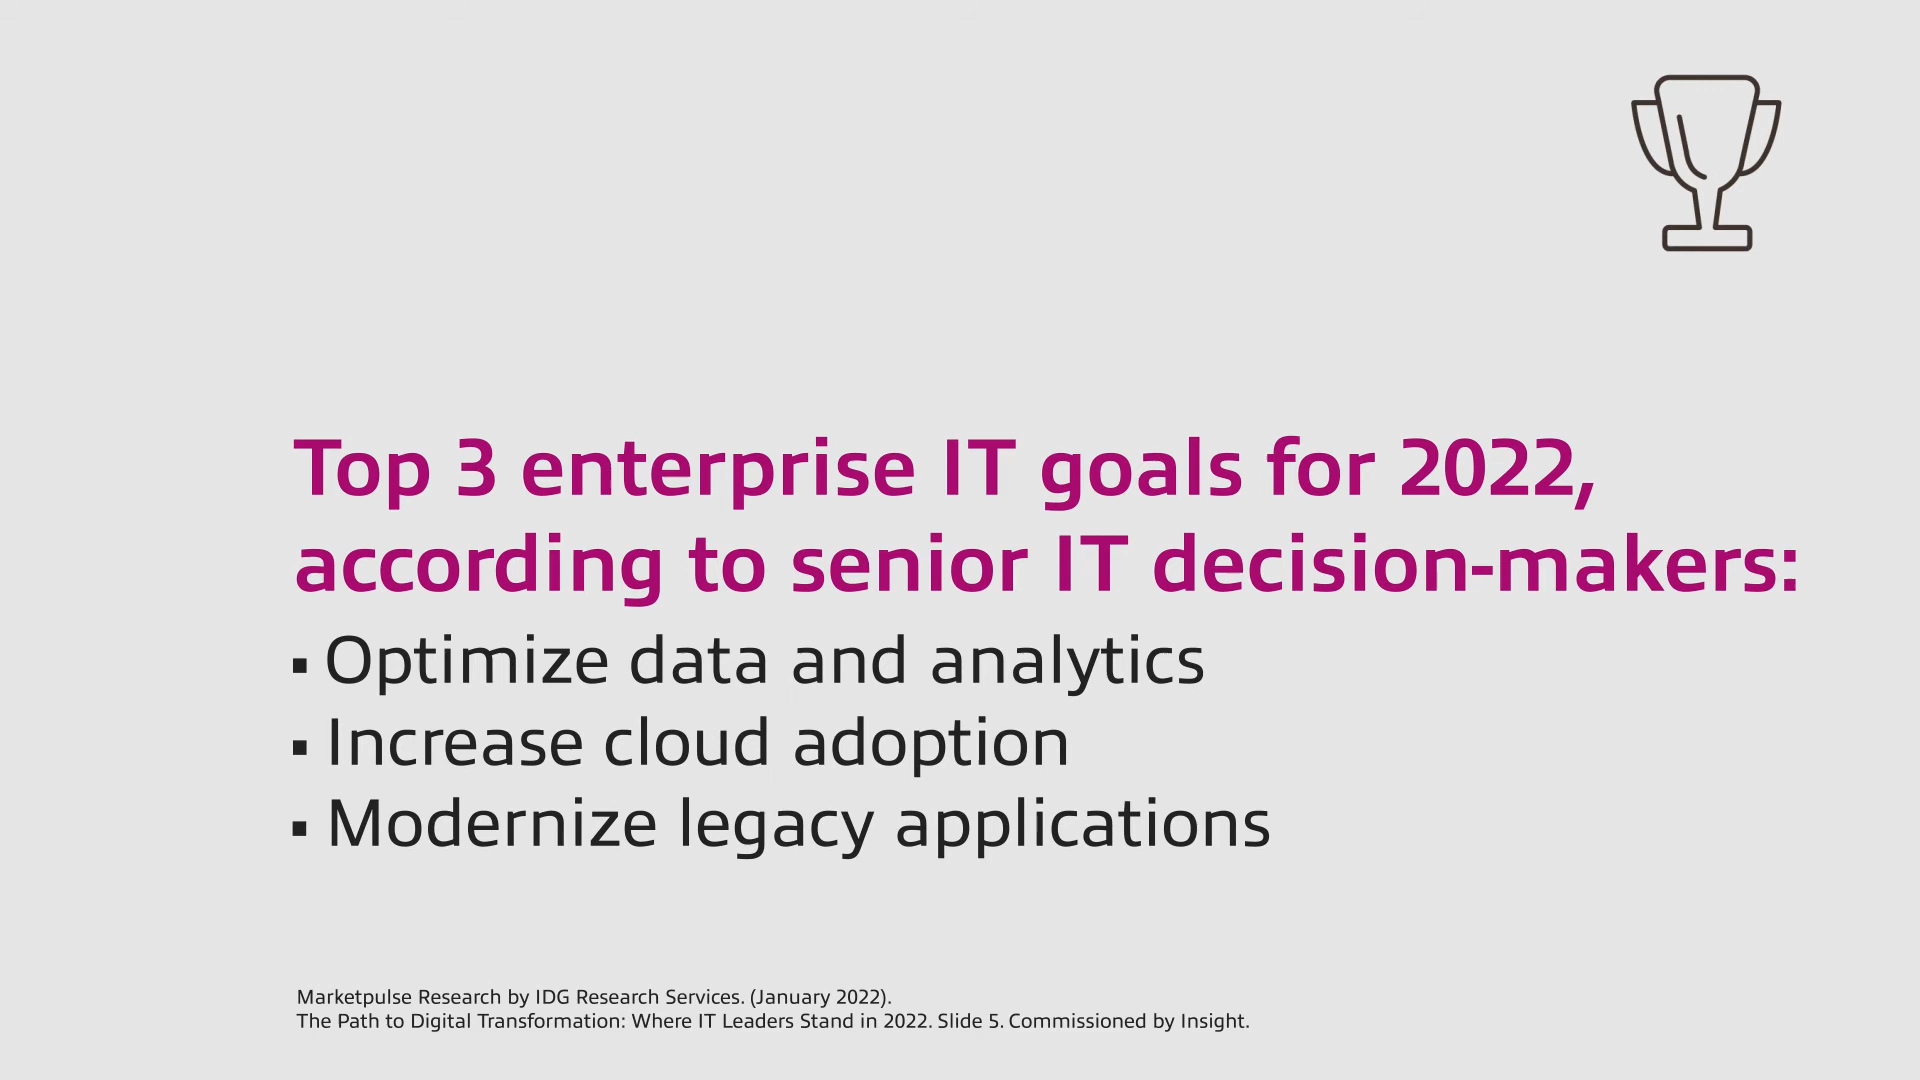 Top 3 enterprise IT goals for 2022,
according to senior IT decision-makers:
▪ Optimize data and analytics
▪ Increase cloud adoption
▪ Modernize legacy applications
Marketpulse Research by IDG Research Services. (January 2022).
The Path to Digital Transformation: Where IT Leaders Stand in 2022. Slide 5. Commissioned by Insight.